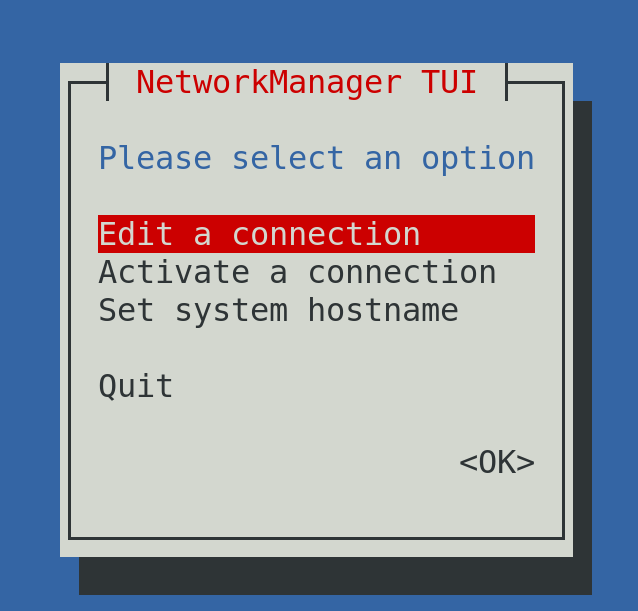 NetworkManager TUI
Please select an option
Edit a connection
Activate a connection
Set system hostname
Quit
<OK>